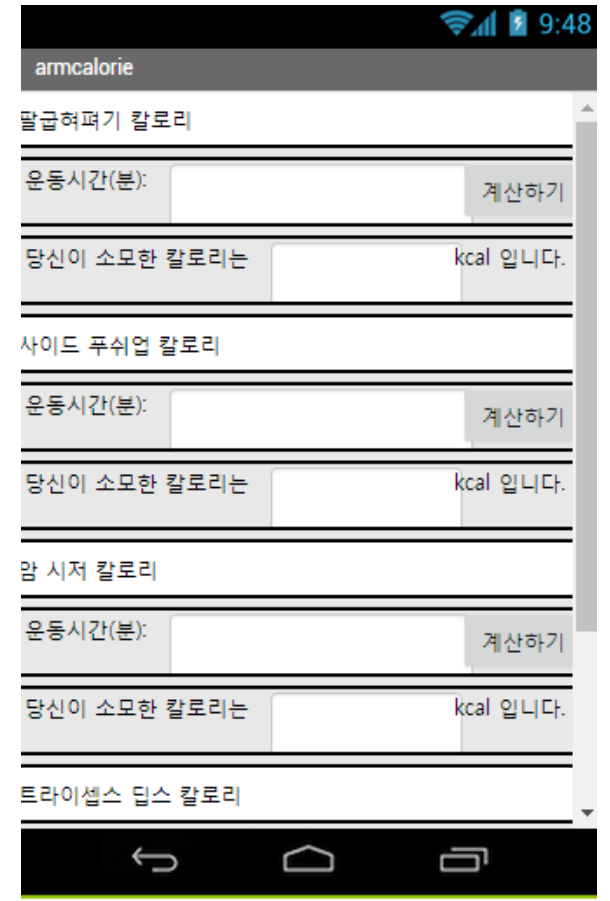 9:48
armcalorie
팔굽혀펴기 칼로리
운동시간(분):
계산하기
당신이 소모한 칼로리는
kcal 입니다.
사이드 푸쉬업 칼로리
운동시간(분):
계산하기
당신이 소모한 칼로리는
kcal 입니다.
암 시저 칼로리
운동시간(분):
계산하기
당신이 소모한 칼로리는
kcal 입니다.
트라이셉스 딥스 칼로리